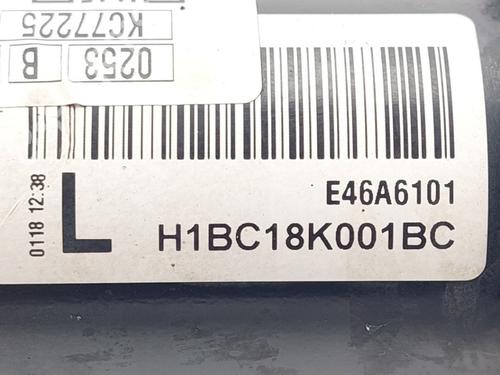 KC77225
0253 B
0118 12:38
L
E46A6101
H1BC18K001BC